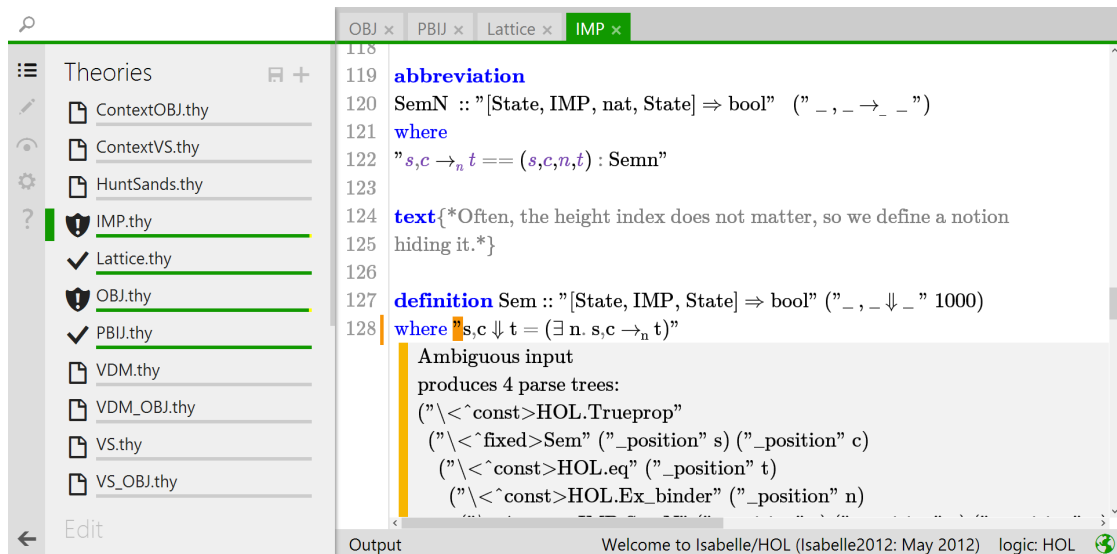 OBJ × PBIJ × Lattice × IMP ×
Theories
ContextOBJ.thy
ContextVS.thy
HuntSands.thy
IMP.thy
Lattice.thy
OBJ.thy
PBIJ.thy
VDM.thy
VDM_OBJ.thy
VS.thy
VS_OBJ.thy
Edit
118
119 abbreviation
120 SemN :: "[State, IMP, nat, State] ⇒ bool" (" _ , _ →_ _ ")
121 where
122 "s,c →n t == (s,c,n,t) : Semn"
123
124 text{*Often, the height index does not matter, so we define a notion
125 hiding it.*}
126
127 definition Sem :: "[State, IMP, State] ⇒ bool" ("_ , _ ⇓ _" 1000)
128 where "s,c ⇓ t = (∃ n. s,c →n t)"
Ambiguous input
produces 4 parse trees:
("\<^const>HOL.Trueprop"
("\<^fixed>Sem" ("_position" s) ("_position" c)
("\<^const>HOL.eq" ("_position" t)
("\<^const>HOL.Ex_binder" ("_position" n)
Output Welcome to Isabelle/HOL (Isabelle2012: May 2012) logic: HOL